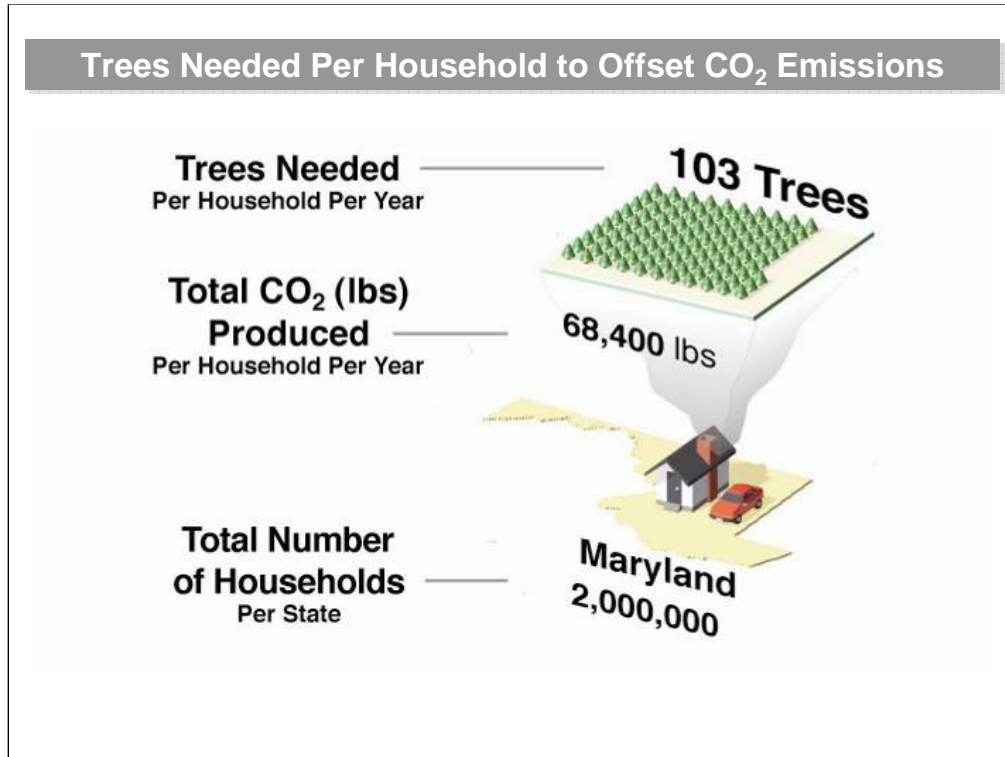 Trees Needed Per Household to Offset CO₂ Emissions
Trees Needed
Per Household Per Year
103 Trees
Total CO₂ (lbs)
Produced
Per Household Per Year
68,400 lbs
Total Number
of Households
Per State
Maryland
2,000,000